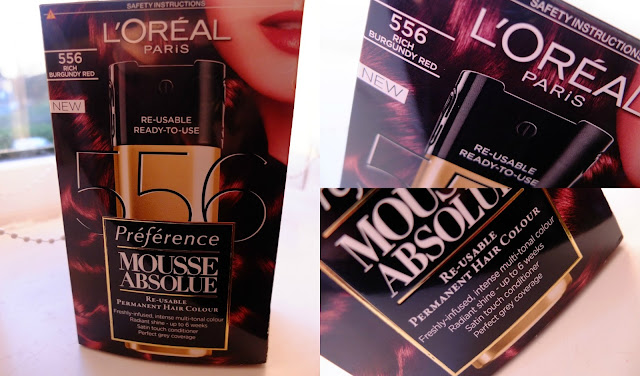 SAFETY INSTRUCTIONS
L'ORÉAL
PARIS
556
RICH
BURGUNDY RED
NEW
RE-USABLE
READY-TO-USE
556
Préférence
MOUSSE
ABSOLUE
RE-USABLE
PERMANENT HAIR COLOUR
Freshly-infused, intense multi-tonal colour
Radiant shine - up to 6 weeks
Satin touch conditioner
Perfect grey coverage
SAFETY INSTRUCTIONS
L'ORÉAL
PARIS
556
RICH
BURGUNDY RED
NEW
RE-USABLE
READY-TO-USE
MOUSS
ABSOLU
RE-USABLE
PERMANENT HAIR COLOUR
Freshly-infused, intense multi-tonal colour
Radiant shine - up to 6 weeks
Satin touch conditioner
Perfect grey coverage